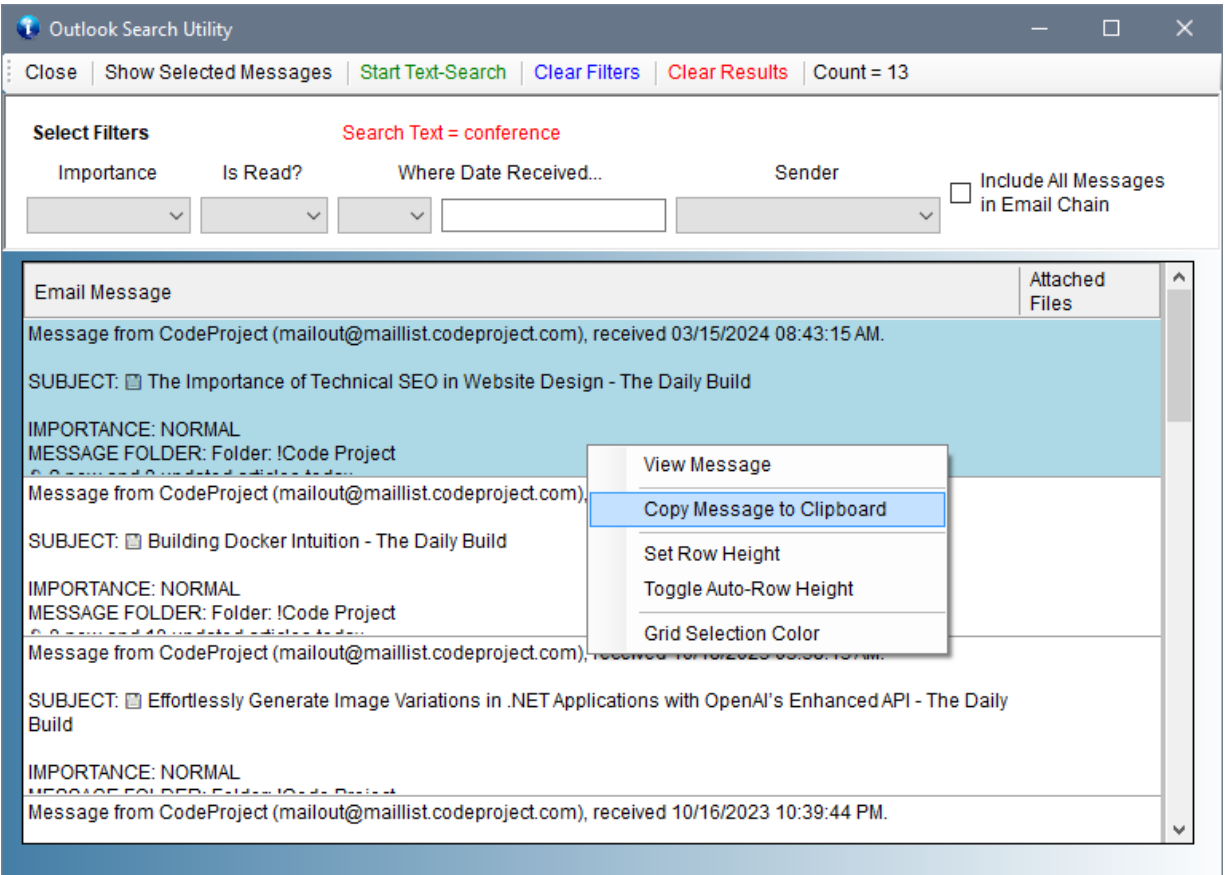 Outlook Search Utility
Close Show Selected Messages Start Text-Search Clear Filters Clear Results Count = 13
Select Filters Search Text = conference
Importance Is Read? Where Date Received... Sender
Include All Messages
in Email Chain
Email Message
Attached
Files
Message from CodeProject (mailout@maillist.codeproject.com), received 03/15/2024 08:43:15 AM.
SUBJECT: The Importance of Technical SEO in Website Design - The Daily Build
IMPORTANCE: NORMAL
MESSAGE FOLDER: Folder: !Code Project
Message from CodeProject (mailout@maillist.codeproject.com),
SUBJECT: Building Docker Intuition - The Daily Build
IMPORTANCE: NORMAL
MESSAGE FOLDER: Folder: !Code Project
View Message
Copy Message to Clipboard
Set Row Height
Toggle Auto-Row Height
Grid Selection Color
Message from CodeProject (mailout@maillist.codeproject.com),
SUBJECT: Effortlessly Generate Image Variations in .NET Applications with OpenAI's Enhanced API - The Daily
Build
IMPORTANCE: NORMAL
Message from CodeProject (mailout@maillist.codeproject.com), received 10/16/2023 10:39:44 PM.